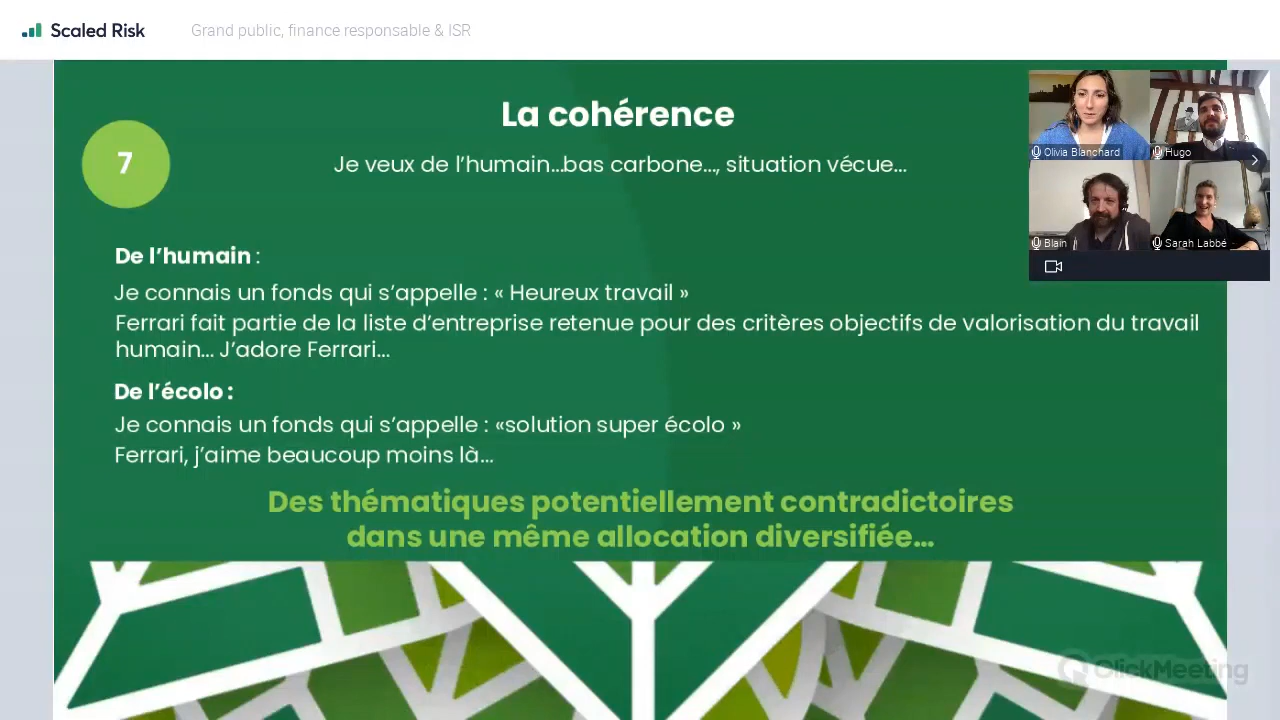 Scaled Risk
Grand public, finance responsable & ISR
La cohérence
7
Je veux de l’humain...bas carbone..., situation vécue...
Olivia Blanchard
Hugo
Blain
Sarah Labbé
De l’humain :
Je connais un fonds qui s’appelle : « Heureux travail »
Ferrari fait partie de la liste d’entreprise retenue pour des critères objectifs de valorisation du travail
humain... J’adore Ferrari...
De l’écolo :
Je connais un fonds qui s’appelle : «solution super écolo »
Ferrari, j’aime beaucoup moins là...
Des thématiques potentiellement contradictoires
dans une même allocation diversifiée...
ClickMeeting